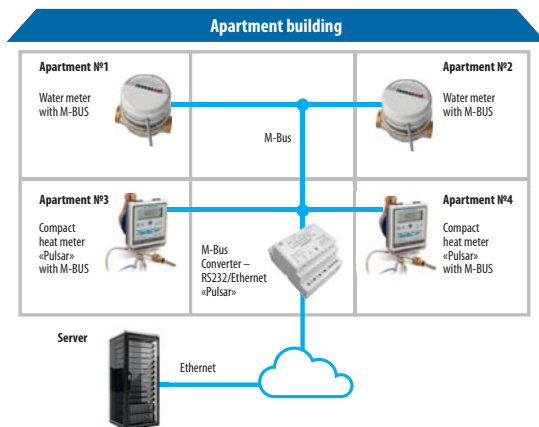 Apartment building
Apartment №1
Water meter
with M-BUS
Apartment №2
Water meter
with M-BUS
M-Bus
Apartment №3
Compact
heat meter
«Pulsar»
with M-BUS
M-Bus
Converter –
RS232/Ethernet
«Pulsar»
Apartment №4
Compact
heat meter
«Pulsar»
with M-BUS
Server
Ethernet